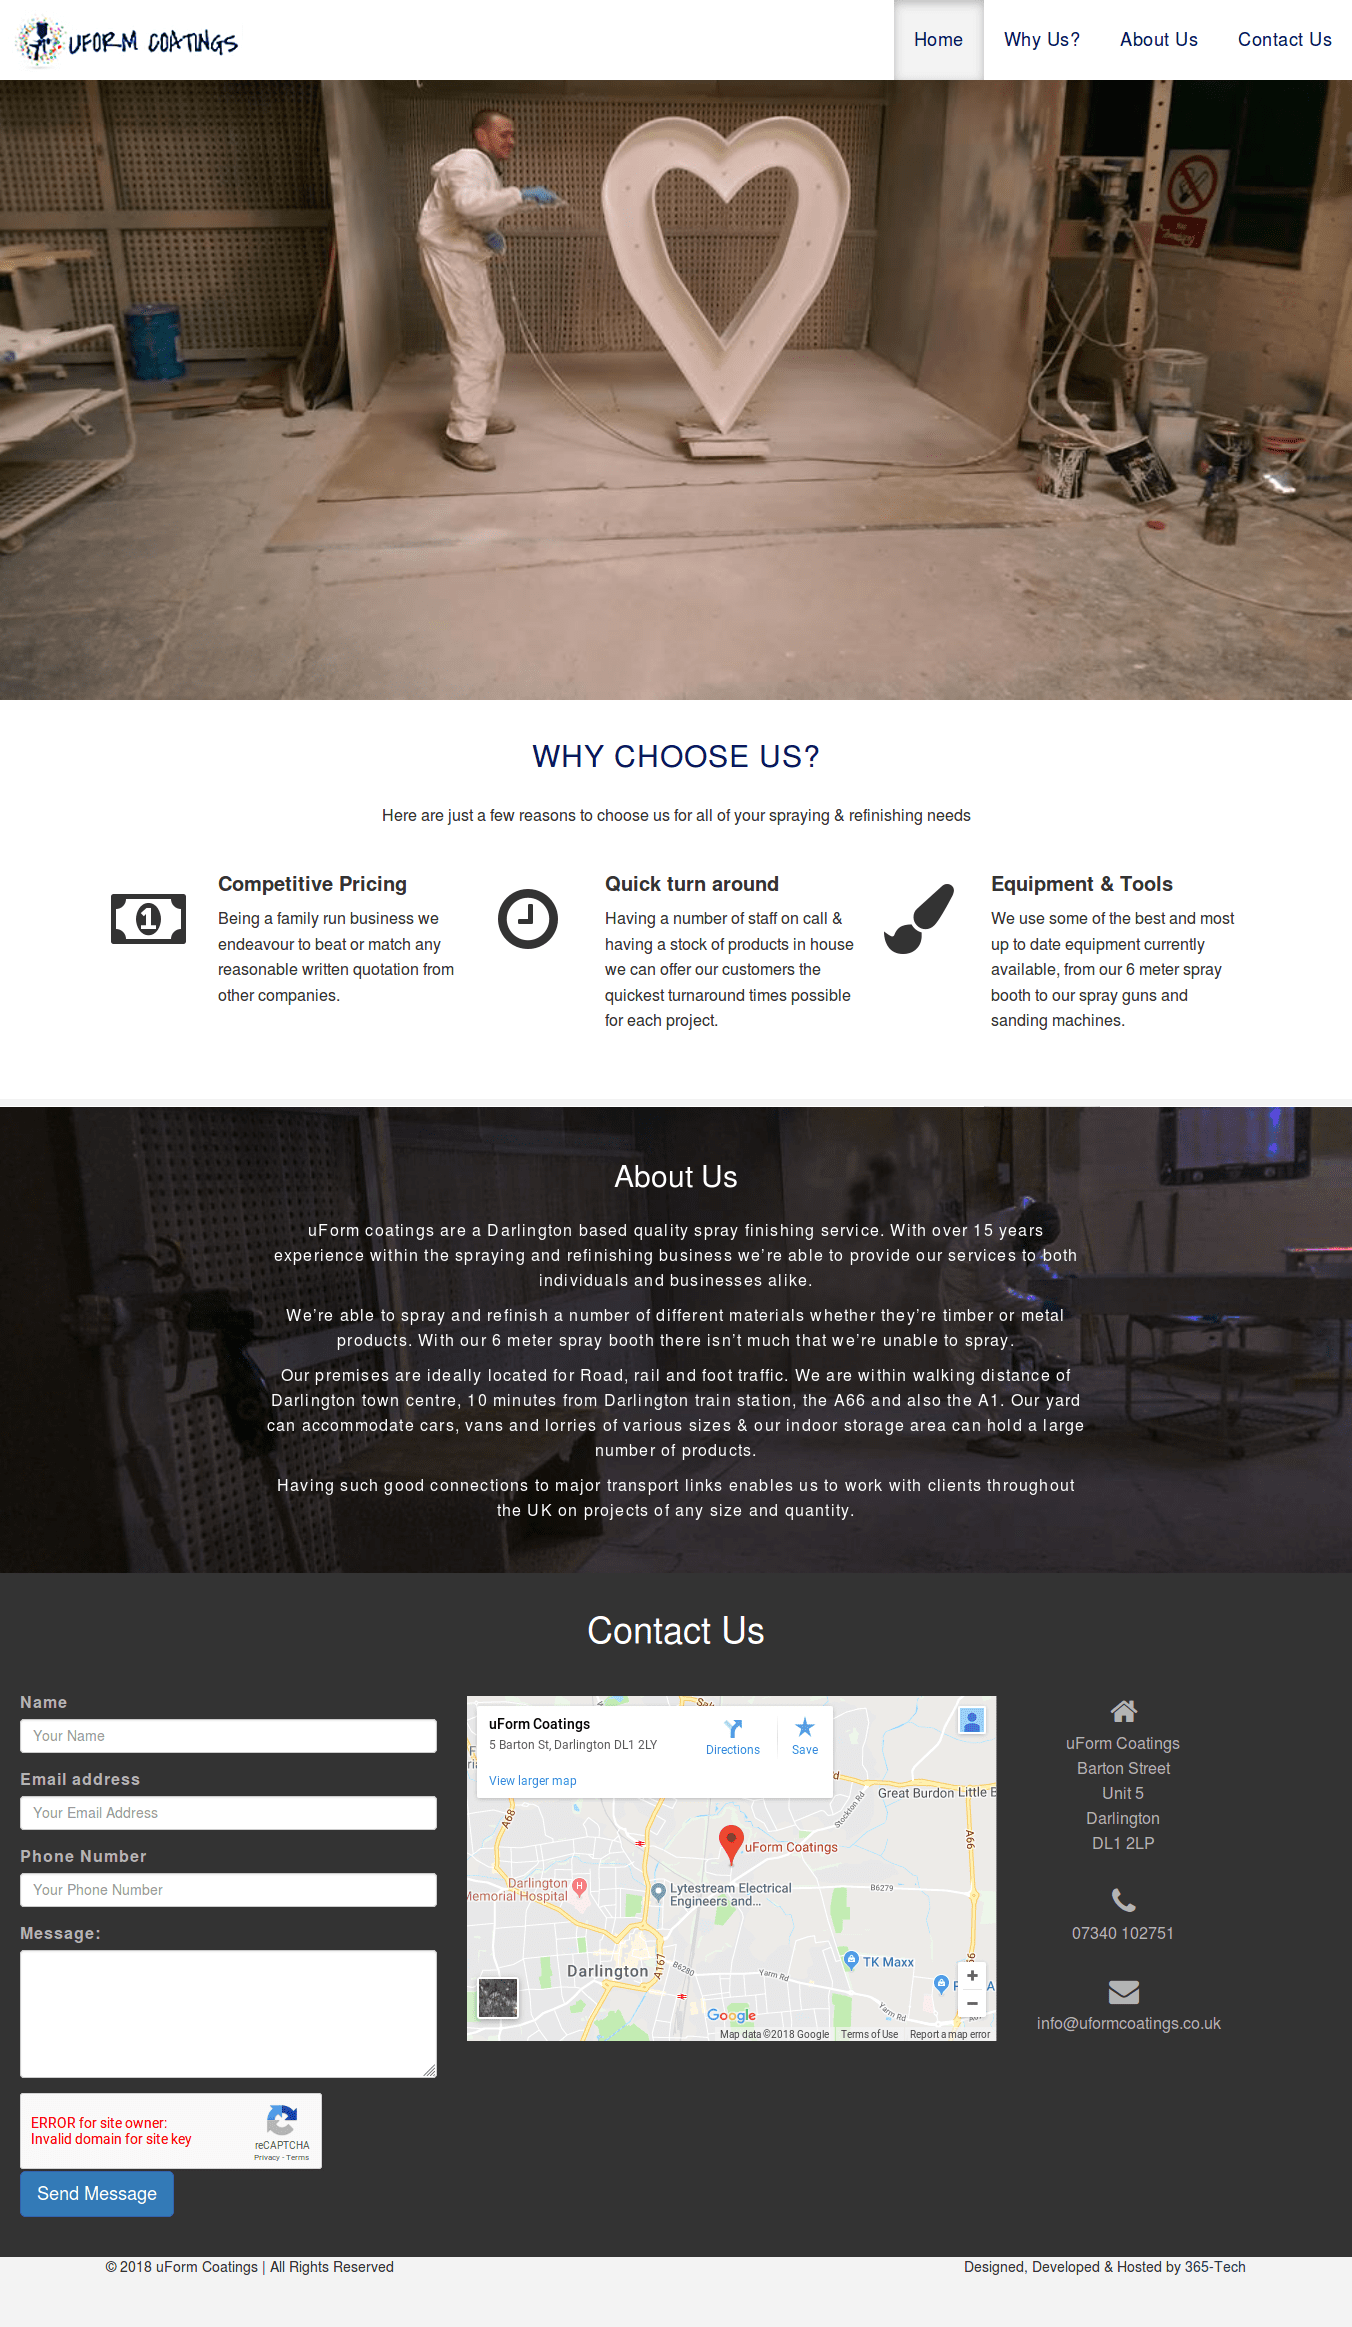 UFORM COATINGS
Home
Why Us?
About Us
Contact Us
WHY CHOOSE US?
Here are just a few reasons to choose us for all of your spraying & refinishing needs
1
Competitive Pricing
Being a family run business we
endeavour to beat or match any
reasonable written quotation from
other companies.
Quick turn around
Having a number of staff on call &
having a stock of products in house
we can offer our customers the
quickest turnaround times possible
for each project.
Equipment & Tools
We use some of the best and most
up to date equipment currently
available, from our 6 meter spray
booth to our spray guns and
sanding machines.
About Us
uForm coatings are a Darlington based quality spray finishing service. With over 15 years
experience within the spraying and refinishing business we’re able to provide our services to both
individuals and businesses alike.
We’re able to spray and refinish a number of different materials whether they’re timber or metal
products. With our 6 meter spray booth there isn’t much that we’re unable to spray.
Our premises are ideally located for Road, rail and foot traffic. We are within walking distance of
Darlington town centre, 10 minutes from Darlington train station, the A66 and also the A1. Our yard
can accommodate cars, vans and lorries of various sizes & our indoor storage area can hold a large
number of products.
Having such good connections to major transport links enables us to work with clients throughout
the UK on projects of any size and quantity.
Contact Us
Name
Your Name
Email address
Your Email Address
Phone Number
Your Phone Number
Message:
ERROR for site owner:
Invalid domain for site key
reCAPTCHA
Privacy - Terms
Send Message
uForm Coatings
5 Barton St, Darlington DL1 2LY
Directions
Save
View larger map
Great Burdon
Little B
Stockton Rd
A68
A66
uForm Coatings
Darlington
Memorial Hospital
H
Lytestream Electrical
Engineers and...
B6279
TK Maxx
Darlington
A167
B6280
Yarm Rd
Yarm Rd
Google
Map data ©2018 Google
Terms of Use
Report a map error
uForm Coatings
Barton Street
Unit 5
Darlington
DL1 2LP
07340 102751
info@uformcoatings.co.uk
© 2018 uForm Coatings | All Rights Reserved
Designed, Developed & Hosted by 365-Tech